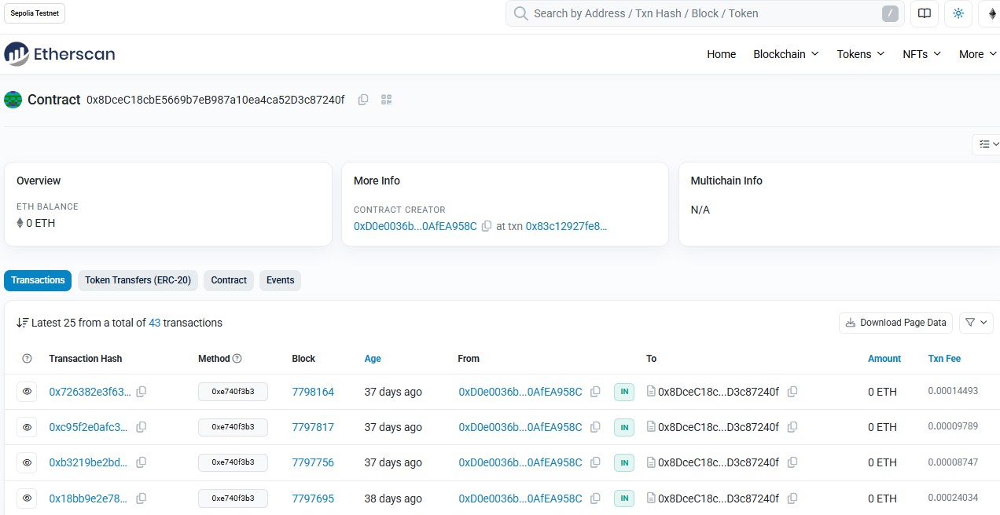 Sepolia Testnet
Search by Address / Txn Hash / Block / Token /
Etherscan
Home Blockchain Tokens NFTs More
Contract 0x8DceC18cbE5669b7eB987a10ea4ca52D3c87240f
Overview
ETH BALANCE
0 ETH
More Info
CONTRACT CREATOR
0xD0e0036b...0AfEA958C at txn 0x83c12927fe8...
Multichain Info
N/A
Transactions Token Transfers (ERC-20) Contract Events
Latest 25 from a total of 43 transactions
Download Page Data
Transaction Hash Method Block Age From To Amount Txn Fee
0x726382e3f63... 0xe740f3b3 7798164 37 days ago 0xD0e0036b...0AfEA958C IN 0x8DceC18c...D3c87240f 0 ETH 0.00014493
0xc95f2e0afc3... 0xe740f3b3 7797817 37 days ago 0xD0e0036b...0AfEA958C IN 0x8DceC18c...D3c87240f 0 ETH 0.00009789
0xb3219be2bd... 0xe740f3b3 7797756 37 days ago 0xD0e0036b...0AfEA958C IN 0x8DceC18c...D3c87240f 0 ETH 0.00008747
0x18bb9e2e78... 0xe740f3b3 7797695 38 days ago 0xD0e0036b...0AfEA958C IN 0x8DceC18c...D3c87240f 0 ETH 0.00024034